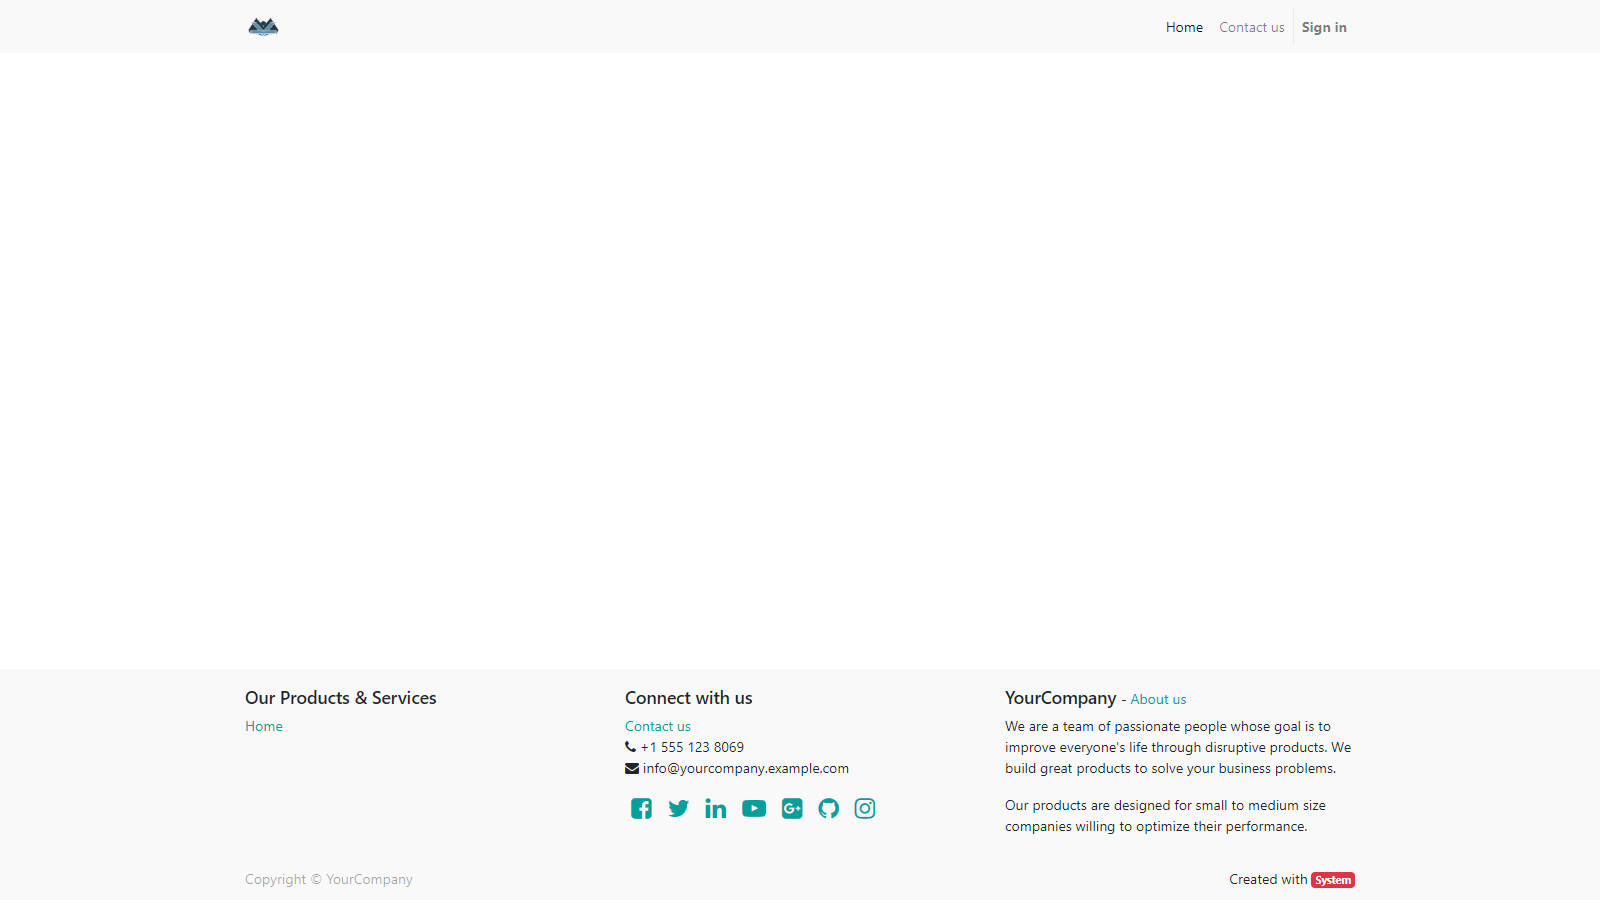 Home Contact us Sign in
Our Products & Services
Home
Connect with us
Contact us
+1 555 123 8069
info@yourcompany.example.com
YourCompany - About us
We are a team of passionate people whose goal is to
improve everyone's life through disruptive products. We
build great products to solve your business problems.
Our products are designed for small to medium size
companies willing to optimize their performance.
Copyright © YourCompany
Created with System